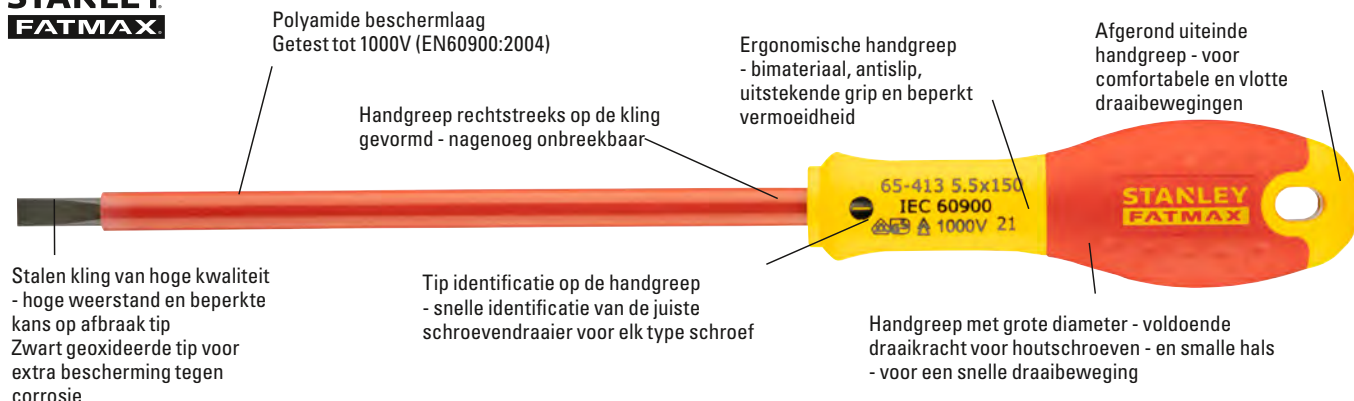 STANLEY
FATMAX
Polyamide beschermlaag
Getest tot 1000V (EN60900:2004)
Handgreep rechtstreeks op de kling
gevormd - nagenoeg onbreekbaar
Ergonomische handgreep
- bimateriaal, antislip,
uitstekende grip en beperkt
vermoeidheid
Afgerond uiteinde
handgreep - voor
comfortabele en vlotte
draaibewegingen
65-413 5.5x150
IEC 60900
1000V 21
STANLEY
FATMAX
Stalen kling van hoge kwaliteit
- hoge weerstand en beperkte
kans op afbraak tip
Zwart geoxideerde tip voor
extra bescherming tegen
corrosie
Tip identificatie op de handgreep
- snelle identificatie van de juiste
schroevendraaier voor elk type schroef
Handgreep met grote diameter - voldoende
draaikracht voor houtschroeven - en smalle hals
- voor een snelle draaibeweging